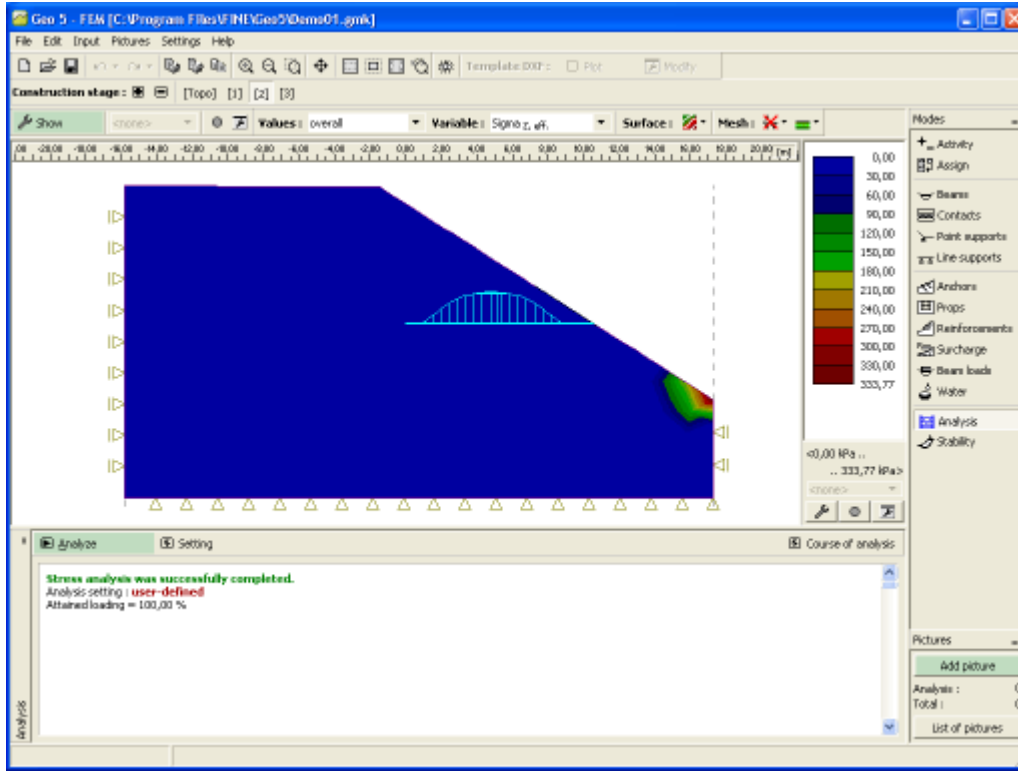 Geo 5 - FEM [C:\Program Files\FINE\Geo5\Demo01.gmk]
File Edit Input Pictures Settings Help
Template DXF : Plot Modify
Construction stage : [Topo] [1] [2] [3]
Show <none> Values : overall Variable : Sigma z, eff. Surface : Mesh :
[m]
0,00
30,00
60,00
90,00
120,00
150,00
180,00
210,00
240,00
270,00
300,00
330,00
333,77
<0,00 kPa ..
.. 333,77 kPa>
<none>
Modes
Activity
Assign
Beams
Contacts
Point supports
Line supports
Anchors
Props
Reinforcements
Surcharge
Beam loads
Water
Analysis
Stability
Analyze Setting Course of analysis
Stress analysis was successfully completed.
Analysis setting : user-defined
Attained loading = 100,00 %
Analysis
Pictures
Add picture
Analysis :
Total :
List of pictures